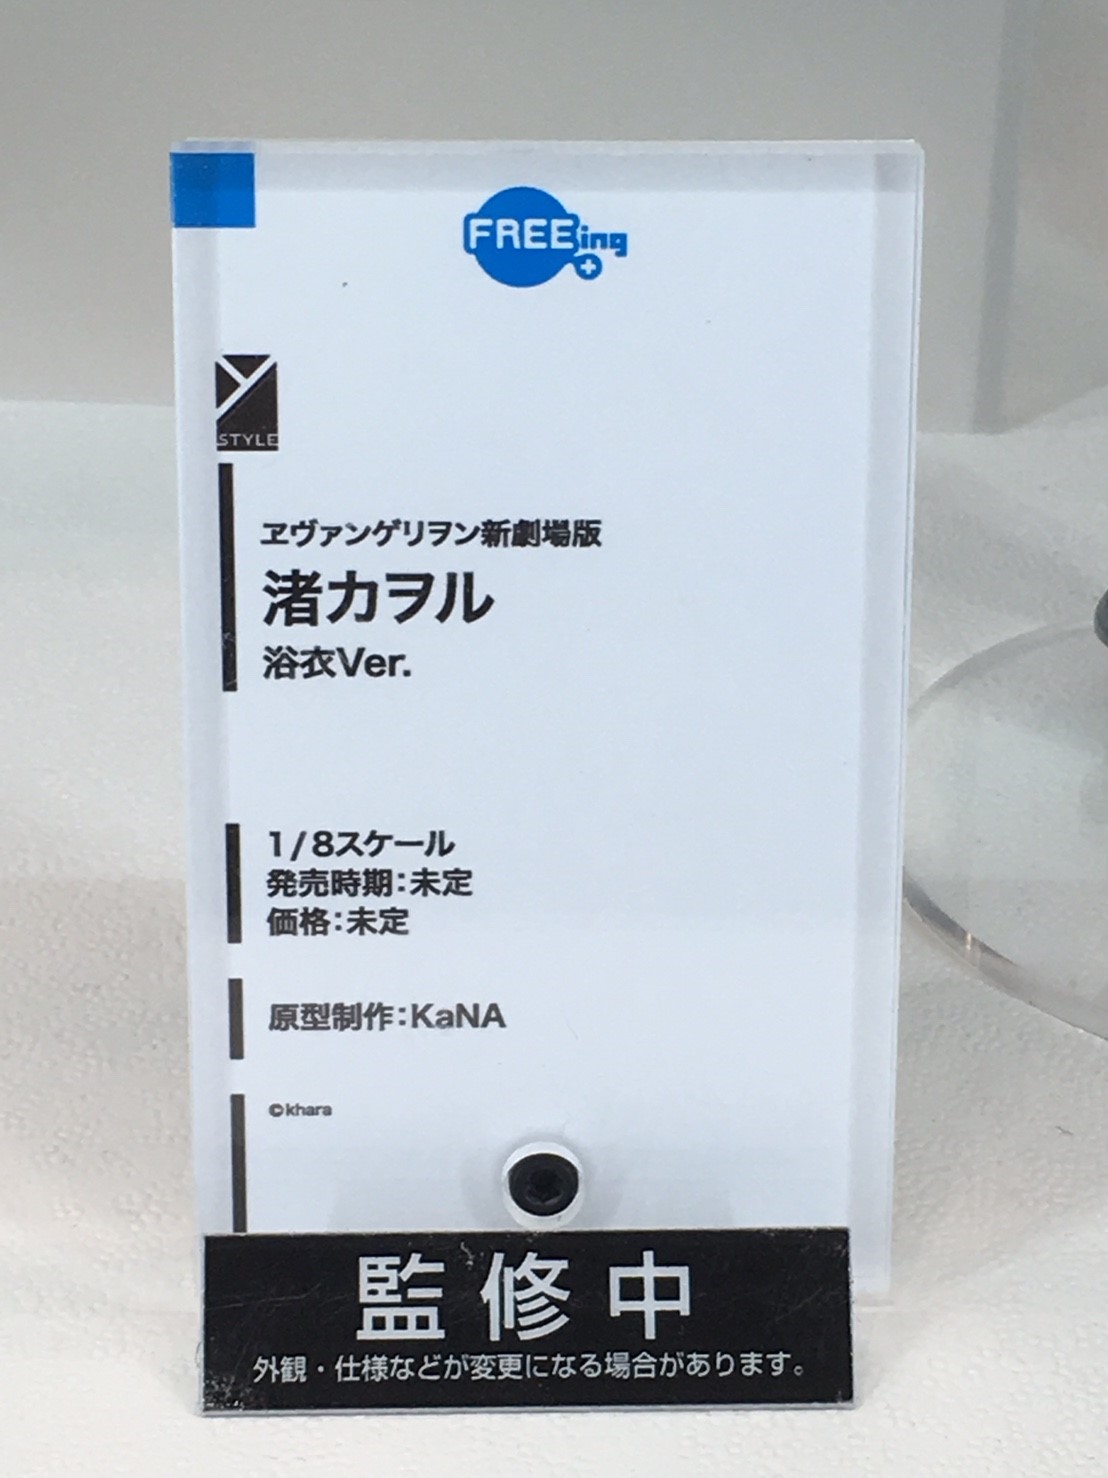 FREEing
Y
STYLE
ヱヴァンゲリヲン新劇場版
渚カヲル
浴衣Ver.
1/8スケール
発売時期：未定
価格：未定
原型制作：KaNA
©khara
監修中
外観・仕様などが変更になる場合があります。